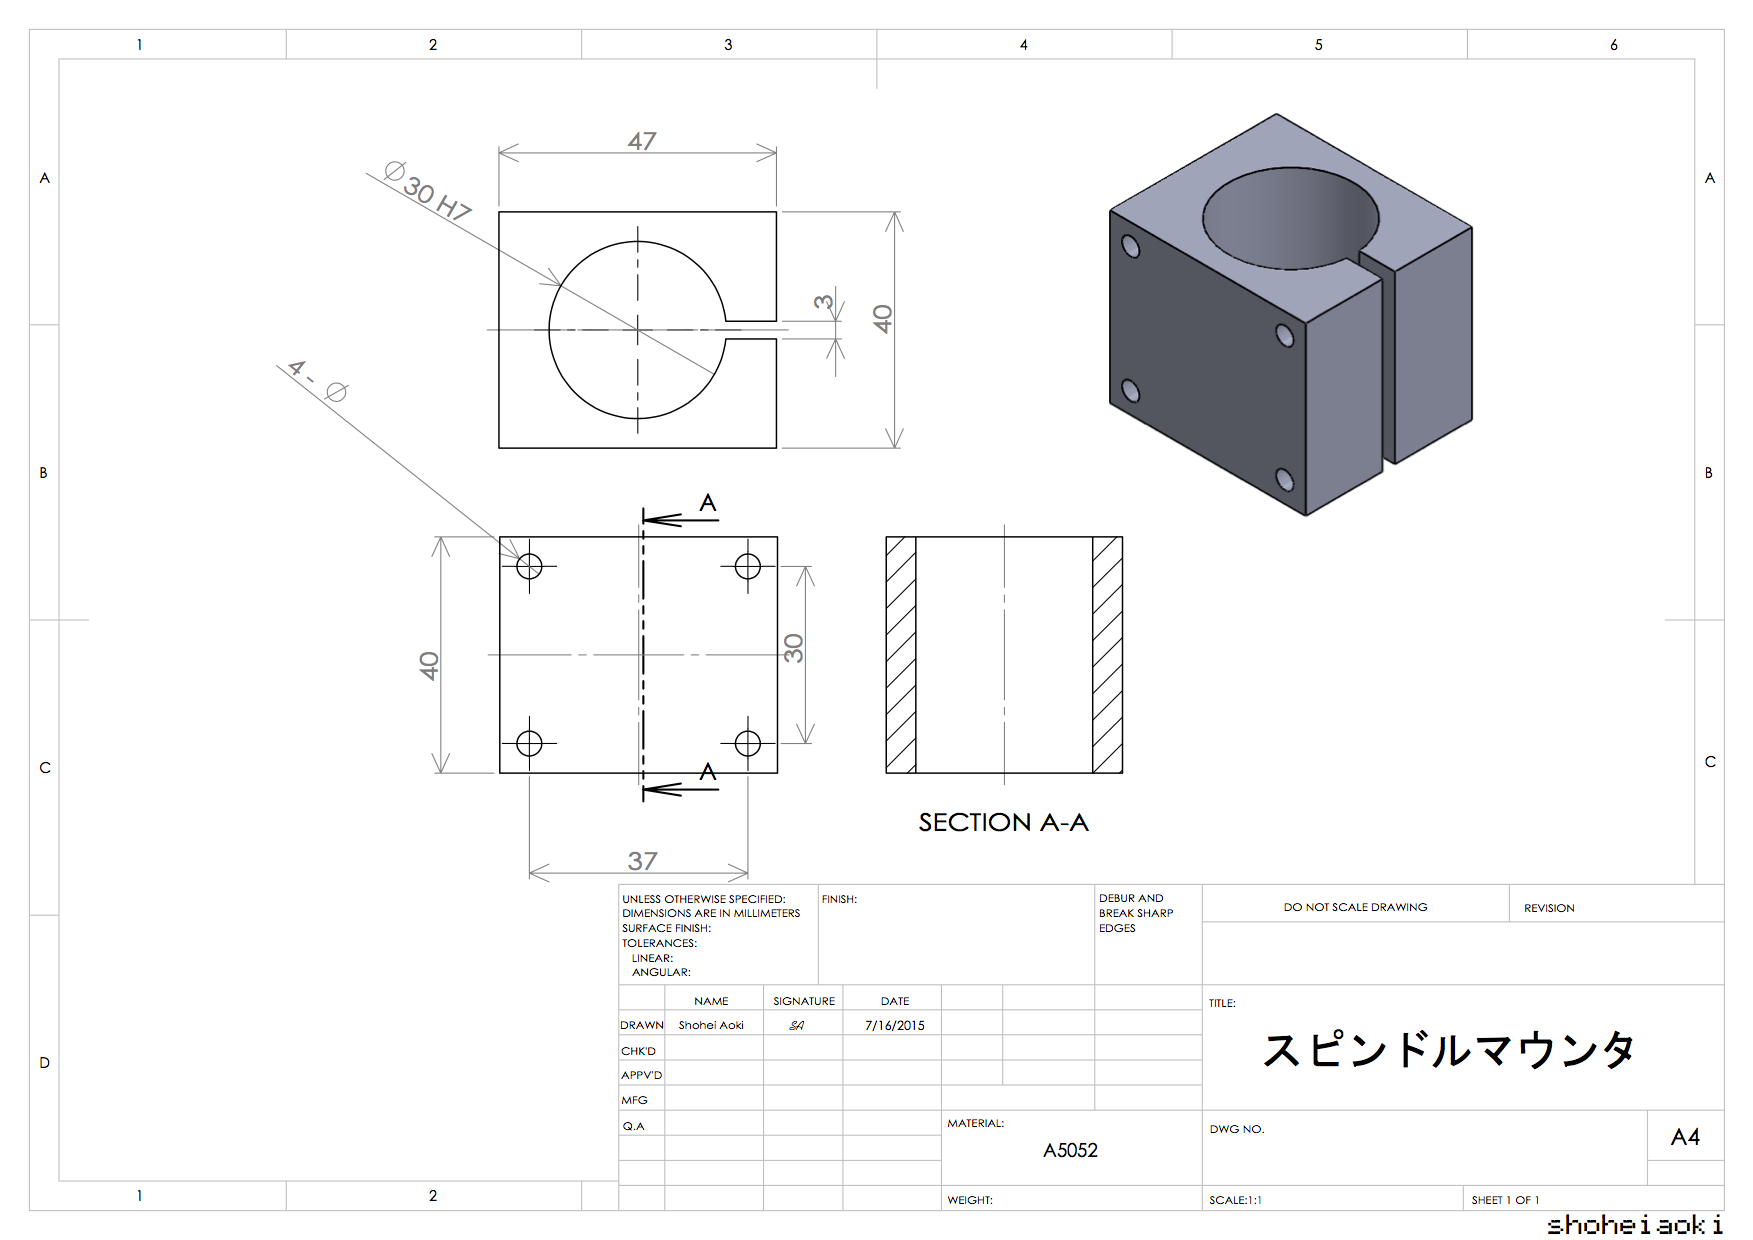 1 2 3 4 5 6
A A
47
⌀30 H7
3
40
4- ⌀
B B
A
40
30
A
C C
SECTION A-A
37
UNLESS OTHERWISE SPECIFIED:
DIMENSIONS ARE IN MILLIMETERS
SURFACE FINISH:
TOLERANCES:
LINEAR:
ANGULAR:
FINISH:
DEBUR AND
BREAK SHARP
EDGES
DO NOT SCALE DRAWING
REVISION
NAME SIGNATURE DATE
DRAWN Shohei Aoki SA 7/16/2015
CHK'D
APPV'D
MFG
Q.A
TITLE:
スピンドルマウンタ
D
MATERIAL:
A5052
DWG NO.
A4
WEIGHT:
SCALE:1:1
SHEET 1 OF 1
1 2
shoheiaoki